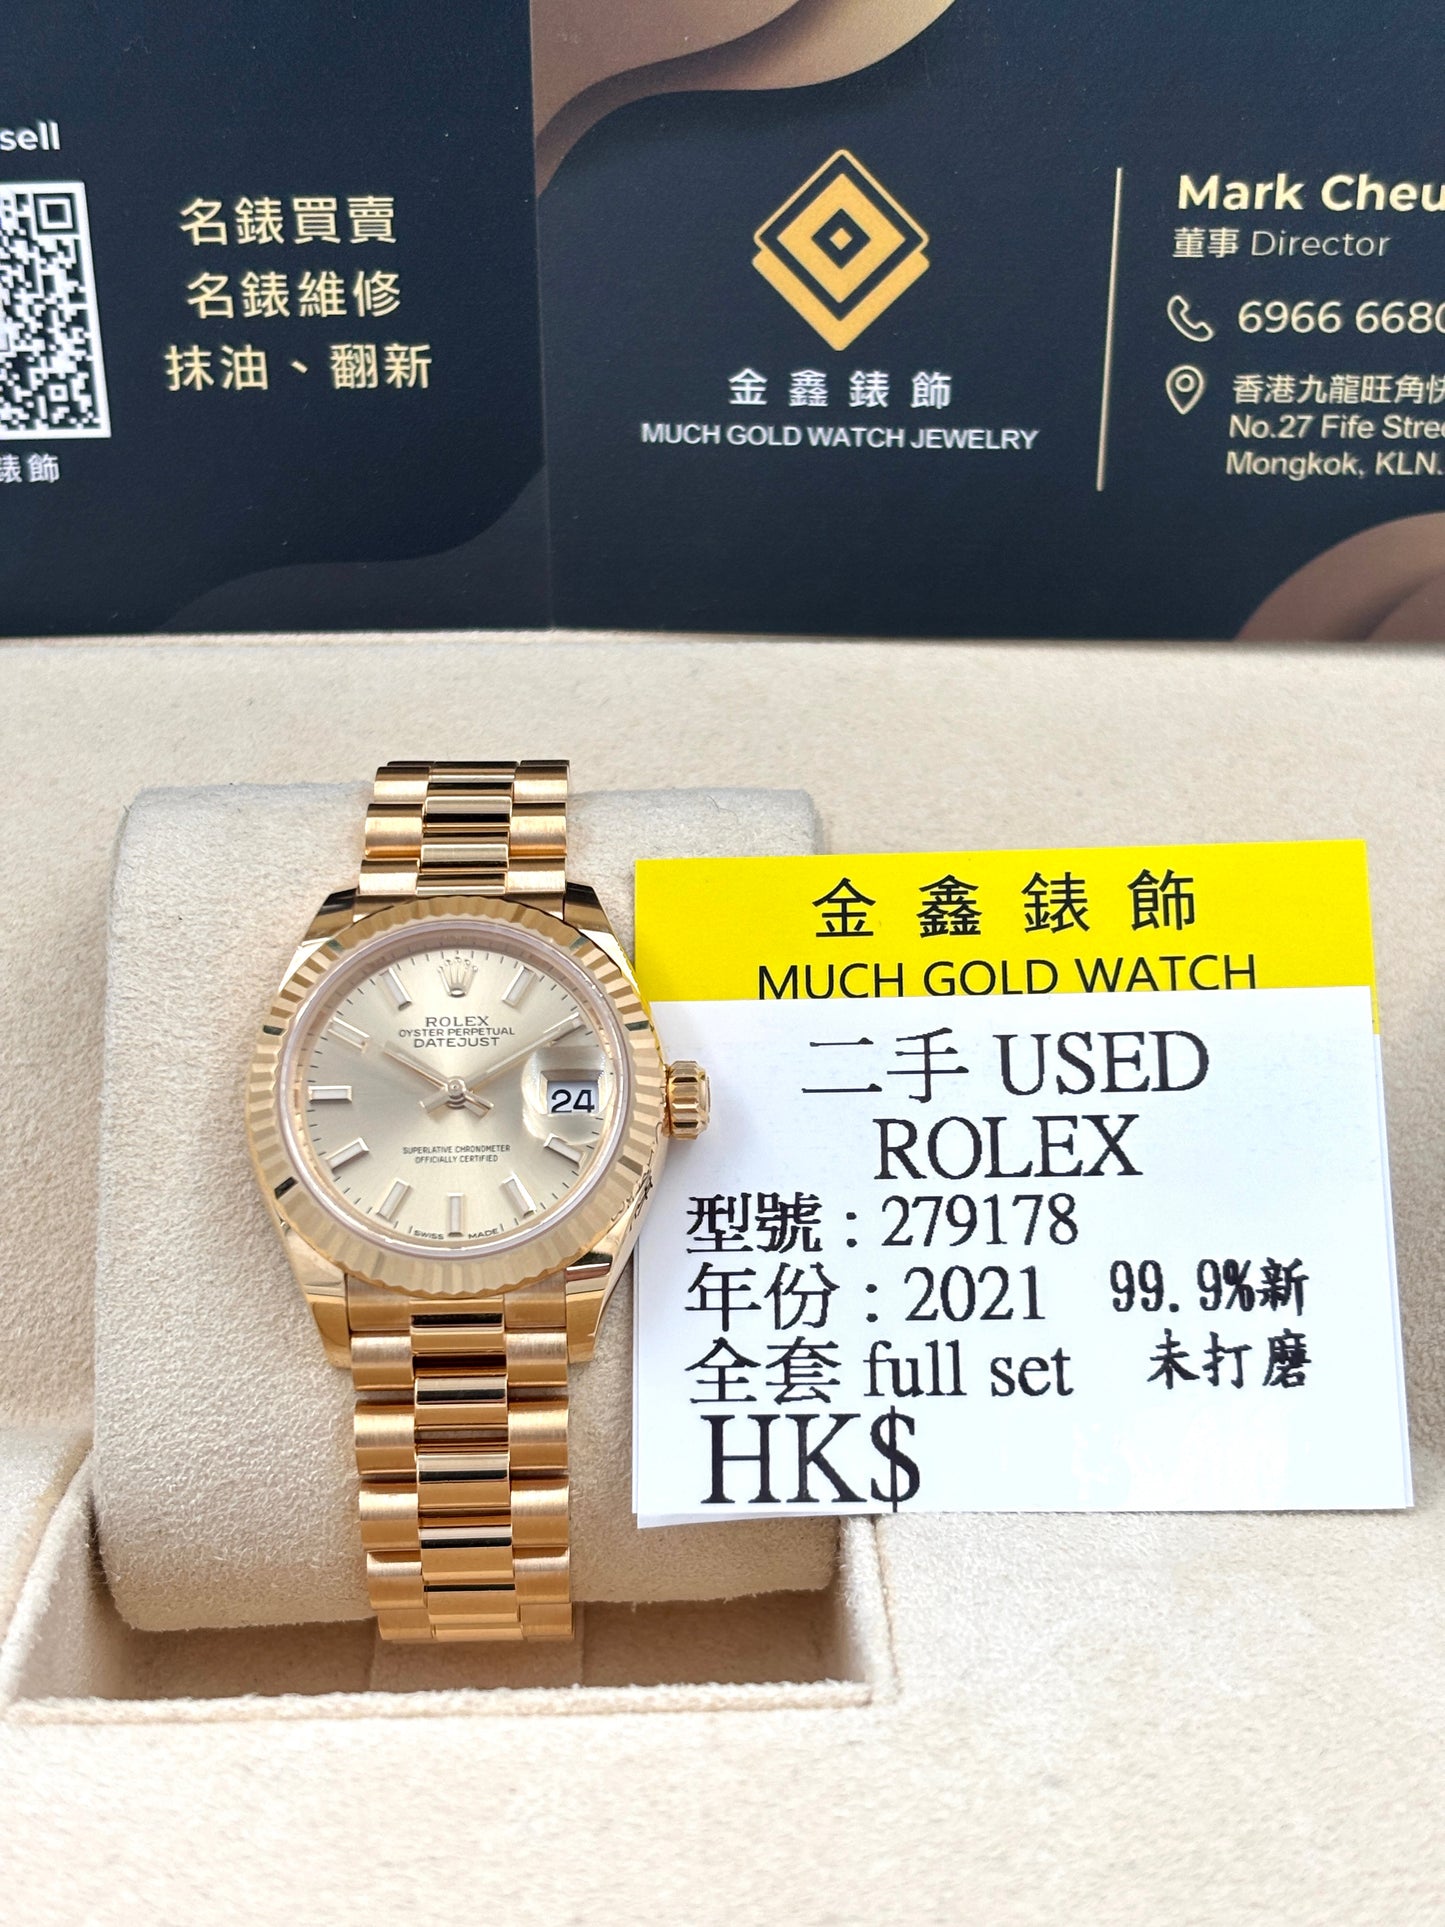 sell
名錶買賣
名錶維修
抹油、翻新
錶飾
金鑫錶飾
MUCH GOLD WATCH JEWELRY
Mark Cheu
董事 Director
6966 6680
香港九龍旺角快
No.27 Fife Stree
Mongkok, KLN.
金鑫錶飾
MUCH GOLD WATCH
二手 USED
ROLEX
型號 : 279178
年份 : 2021 99.9%新
全套 full set 未打磨
HK$
ROLEX
OYSTER PERPETUAL
DATEJUST
24
SUPERLATIVE CHRONOMETER
OFFICIALLY CERTIFIED
SWISS MADE